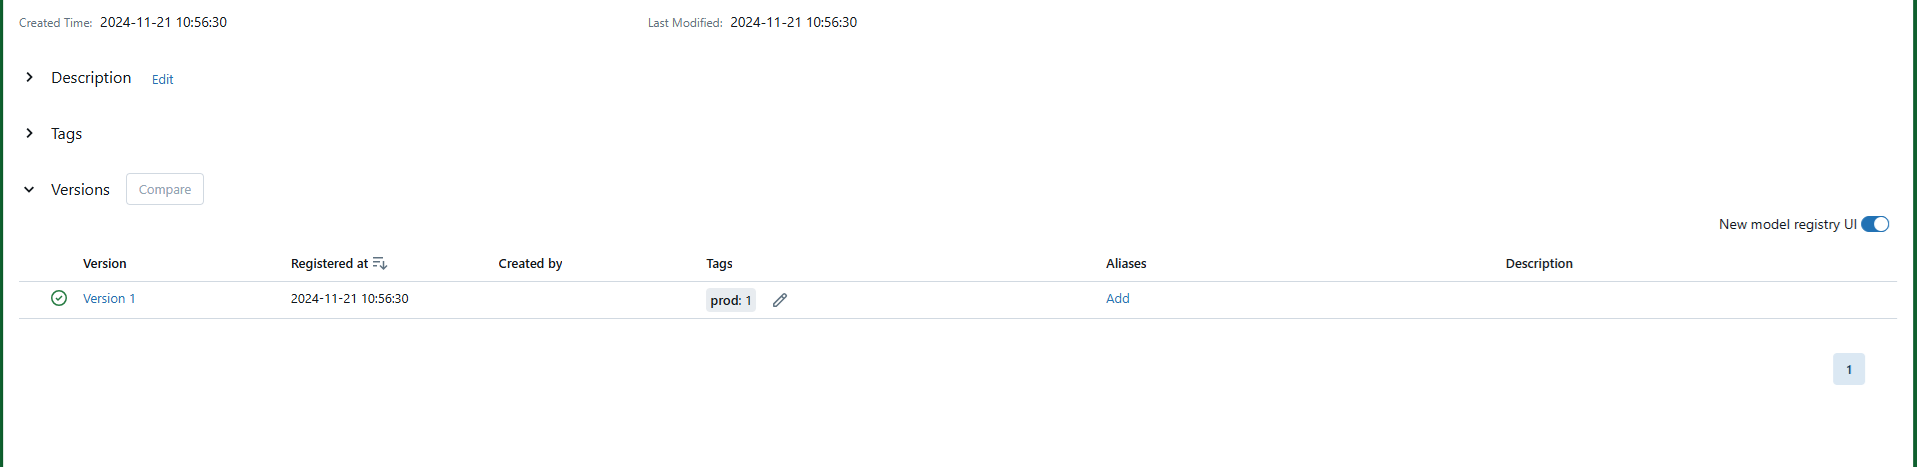 Created Time: 2024-11-21 10:56:30 Last Modified: 2024-11-21 10:56:30
Description Edit
Tags
Versions Compare
New model registry UI
Version Registered at Created by Tags Aliases Description
Version 1 2024-11-21 10:56:30 prod: 1 Add
1